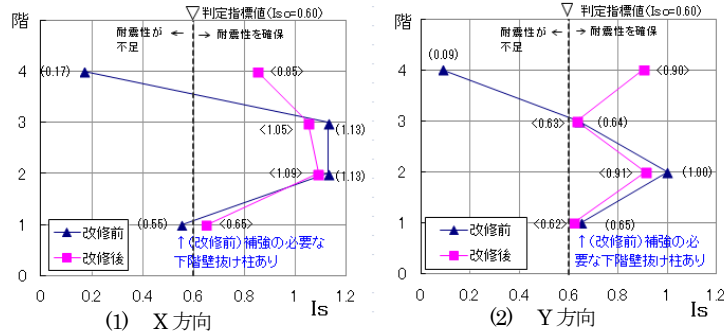 階
▽判定指標値(Iso=0.60)
耐震性が
不足
← → 耐震性を確保
4
3
2
1
0
(0.17)
<0.85>
<1.05>
(1.13)
<1.09>
(1.13)
(0.55)
<0.65>
改修前
改修後
↑(改修前)補強の必要な
下階壁抜け柱あり
0 0.2 0.4 0.6 0.8 1 1.2
Is
(1) X方向
階
▽判定指標値(Iso=0.60)
耐震性が
不足
← → 耐震性を確保
4
3
2
1
0
(0.09)
<0.90>
<0.63>
(0.64)
<0.91>
(1.00)
<0.62>
(0.65)
改修前
改修後
↑(改修前)補強の必
要な下階壁抜け柱あり
0 0.2 0.4 0.6 0.8 1 1.2
Is
(2) Y方向